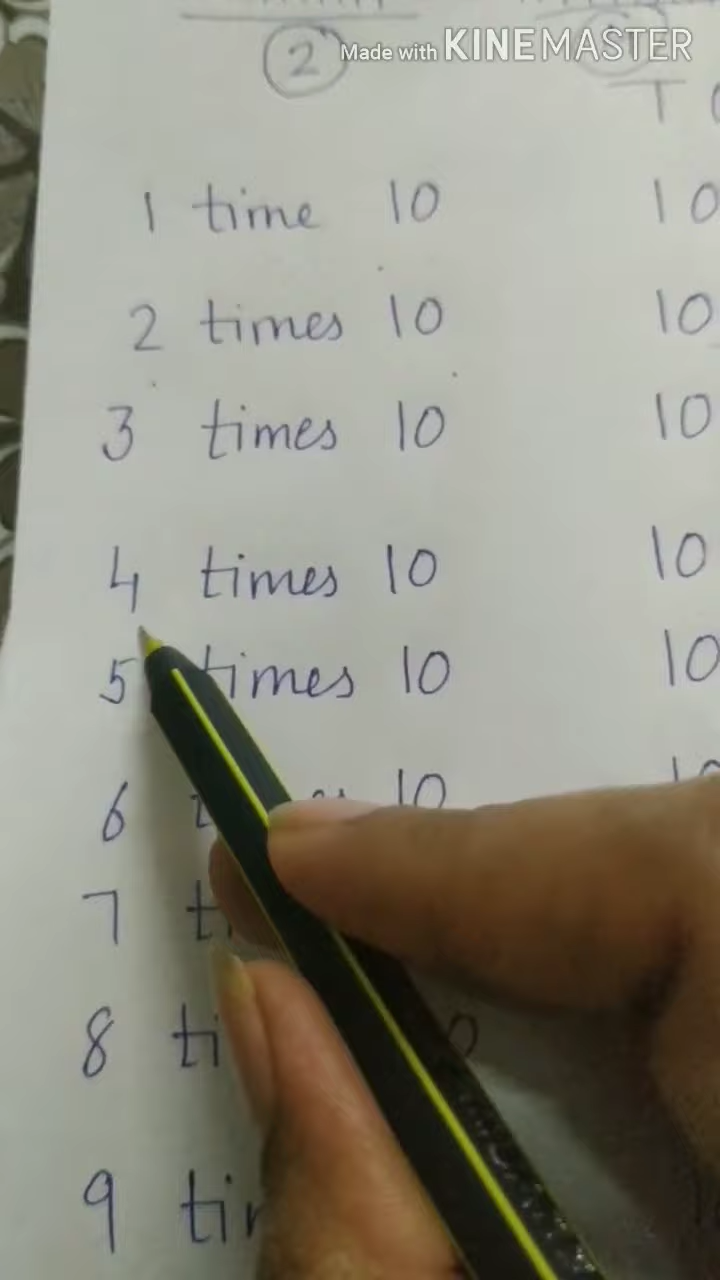 2
Made with KINEMASTER
T
1 time 10 10
2 times 10 10
3 times 10 10
4 times 10 10
5 times 10 10
6 10
7
8
9